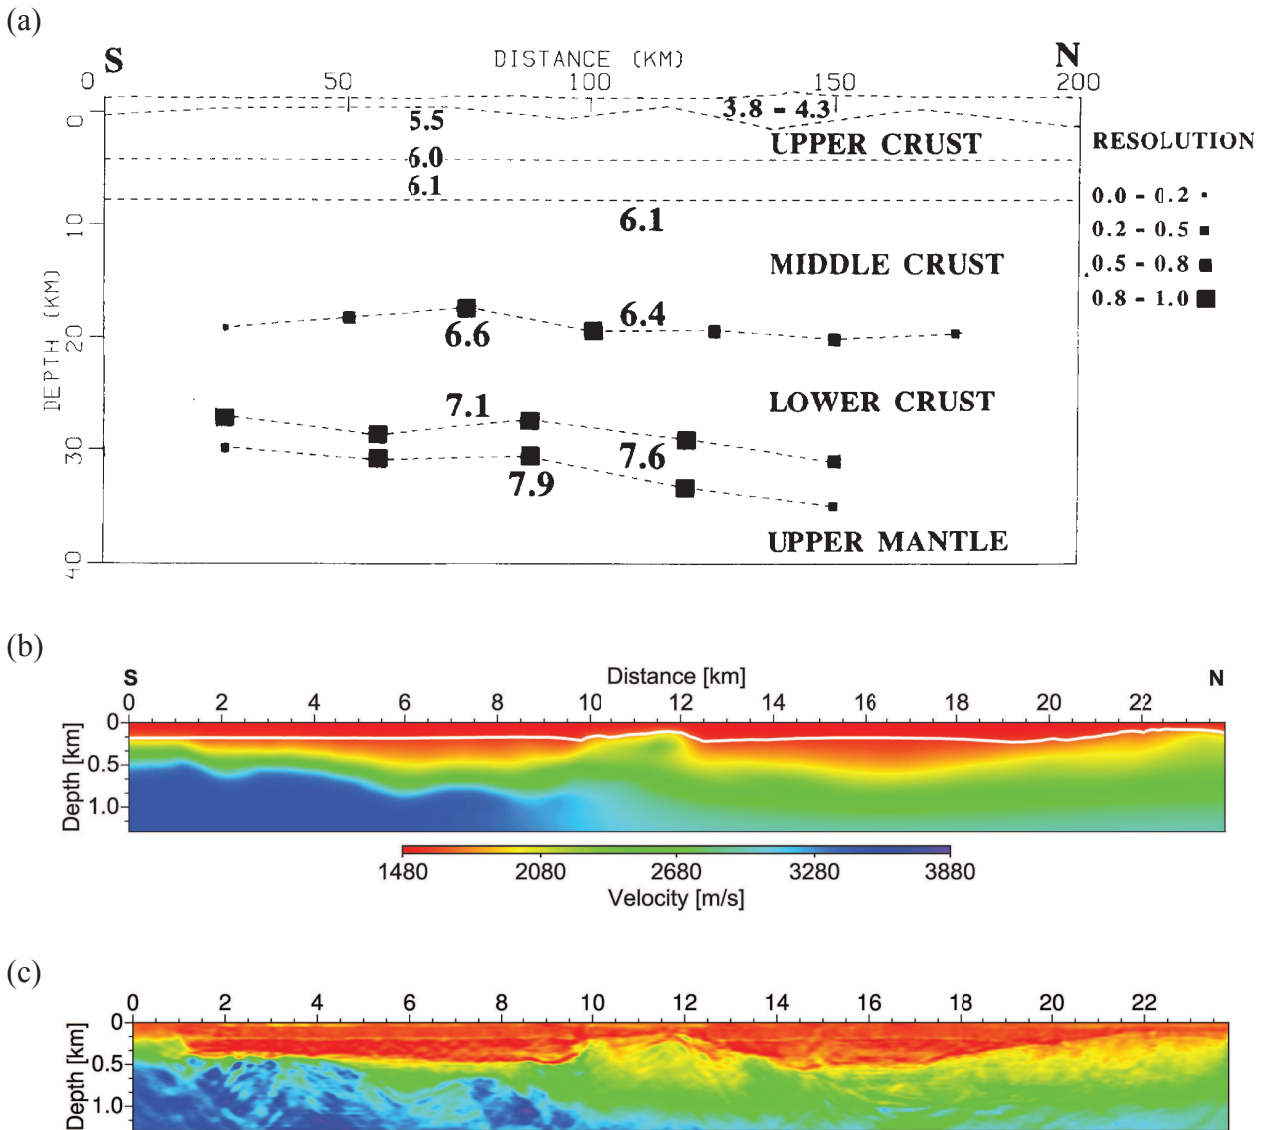 (a)
S DISTANCE (KM) N
0 50 100 150 200
0
3.8 - 4.3
5.5
UPPER CRUST
RESOLUTION
6.0
6.1
0.0 - 0.2
10
6.1
0.2 - 0.5
MIDDLE CRUST
0.5 - 0.8
0.8 - 1.0
DEPTH (KM)
20
6.6
6.4
7.1
LOWER CRUST
30
7.6
7.9
UPPER MANTLE
40
(b)
S Distance [km] N
0 2 4 6 8 10 12 14 16 18 20 22
Depth [km]
0
0.5
1.0
1480 2080 2680 3280 3880
Velocity [m/s]
(c)
0 2 4 6 8 10 12 14 16 18 20 22
Depth [km]
0
0.5
1.0